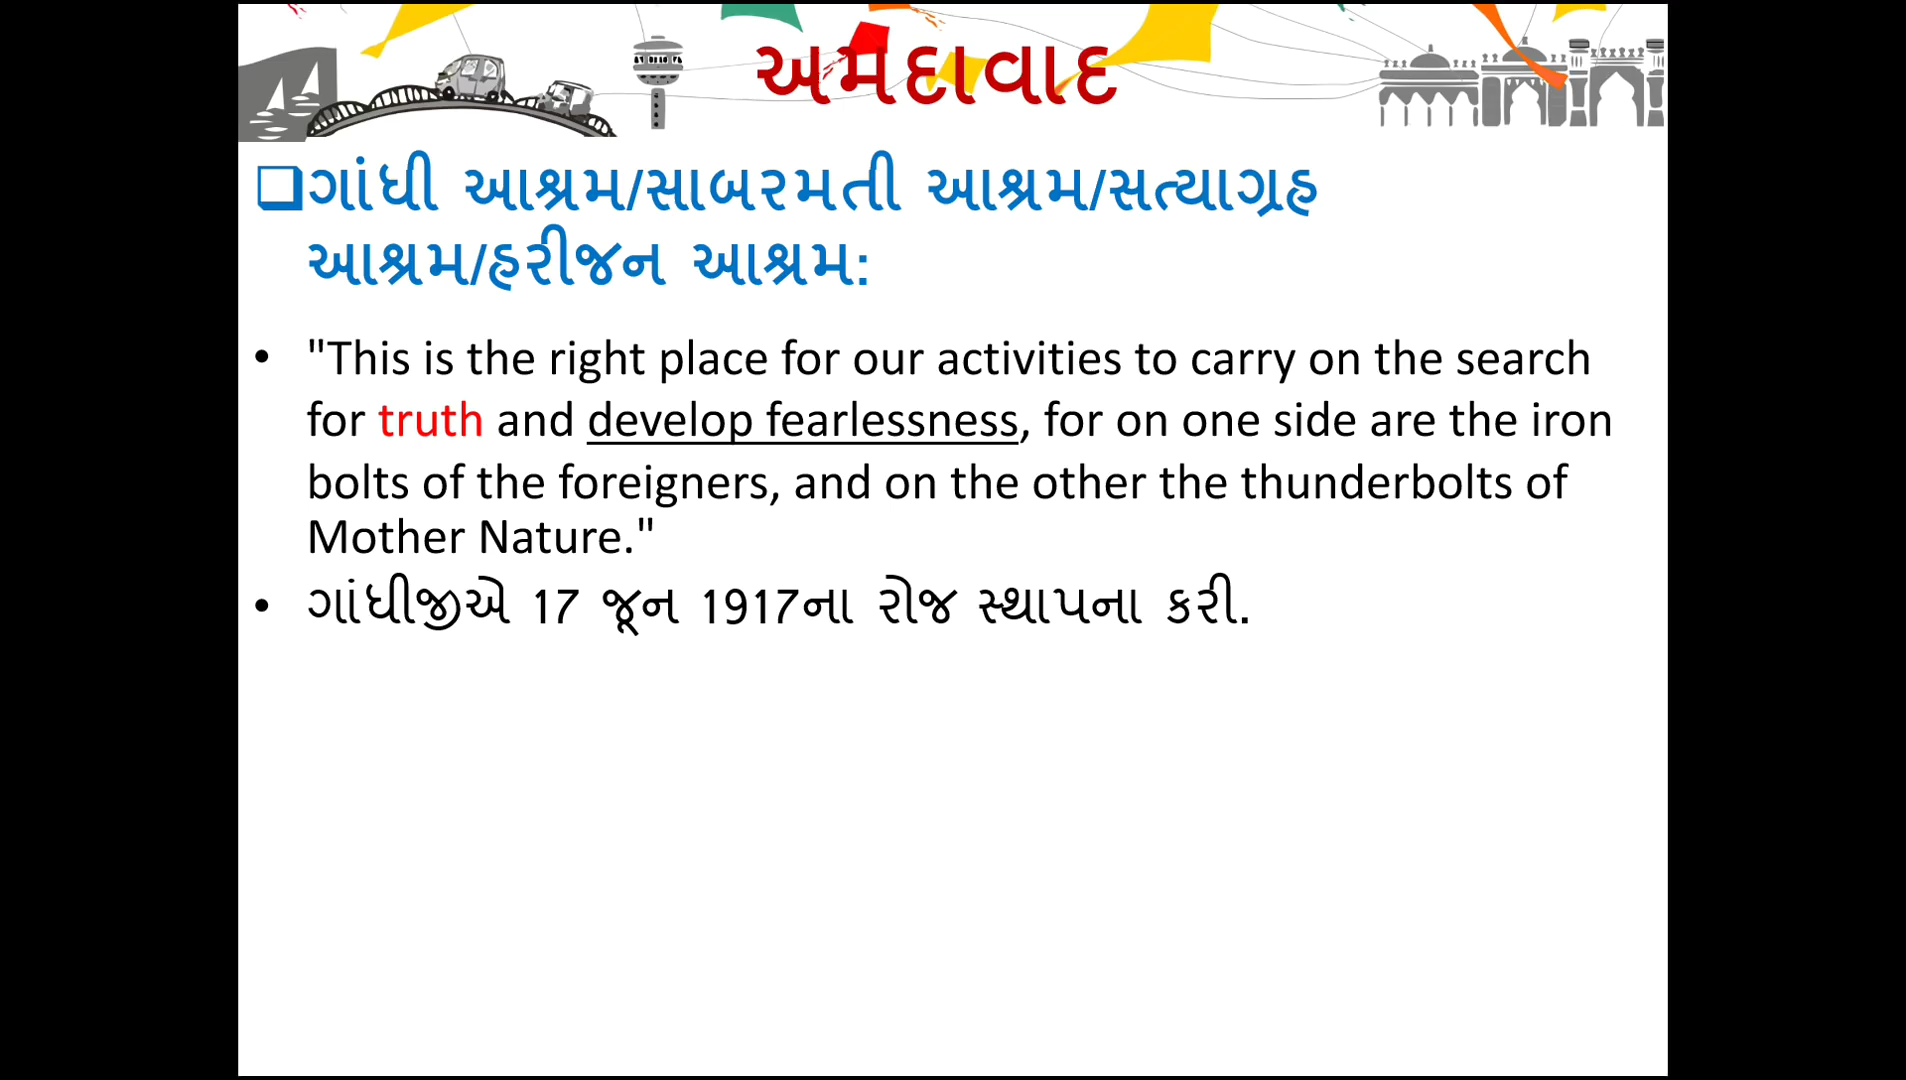 અમદાવાદ
ગાંધી આશ્રમ/સાબરમતી આશ્રમ/સત્યાગ્રહ
આશ્રમ/હરીજન આશ્રમ:
• "This is the right place for our activities to carry on the search
for truth and develop fearlessness, for on one side are the iron
bolts of the foreigners, and on the other the thunderbolts of
Mother Nature."
• ગાંધીજીએ 17 જૂન 1917ના રોજ સ્થાપના કરી.